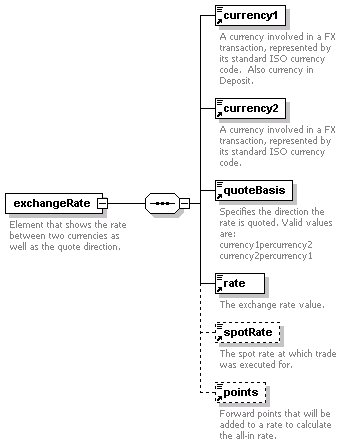 currency1
A currency involved in a FX
transaction, represented by
its standard ISO currency
code.  Also currency in
Deposit.
currency2
A currency involved in a FX
transaction, represented by
its standard ISO currency
code.
quoteBasis
Specifies the direction the
rate is quoted. Valid values
are:
currency1percurrency2
currency2percurrency1
exchangeRate
Element that shows the rate
between two currencies as
well as the quote direction.
rate
The exchange rate value.
spotRate
The spot rate at which trade
was executed for.
points
Forward points that will be
added to a rate to calculate
the all-in rate.